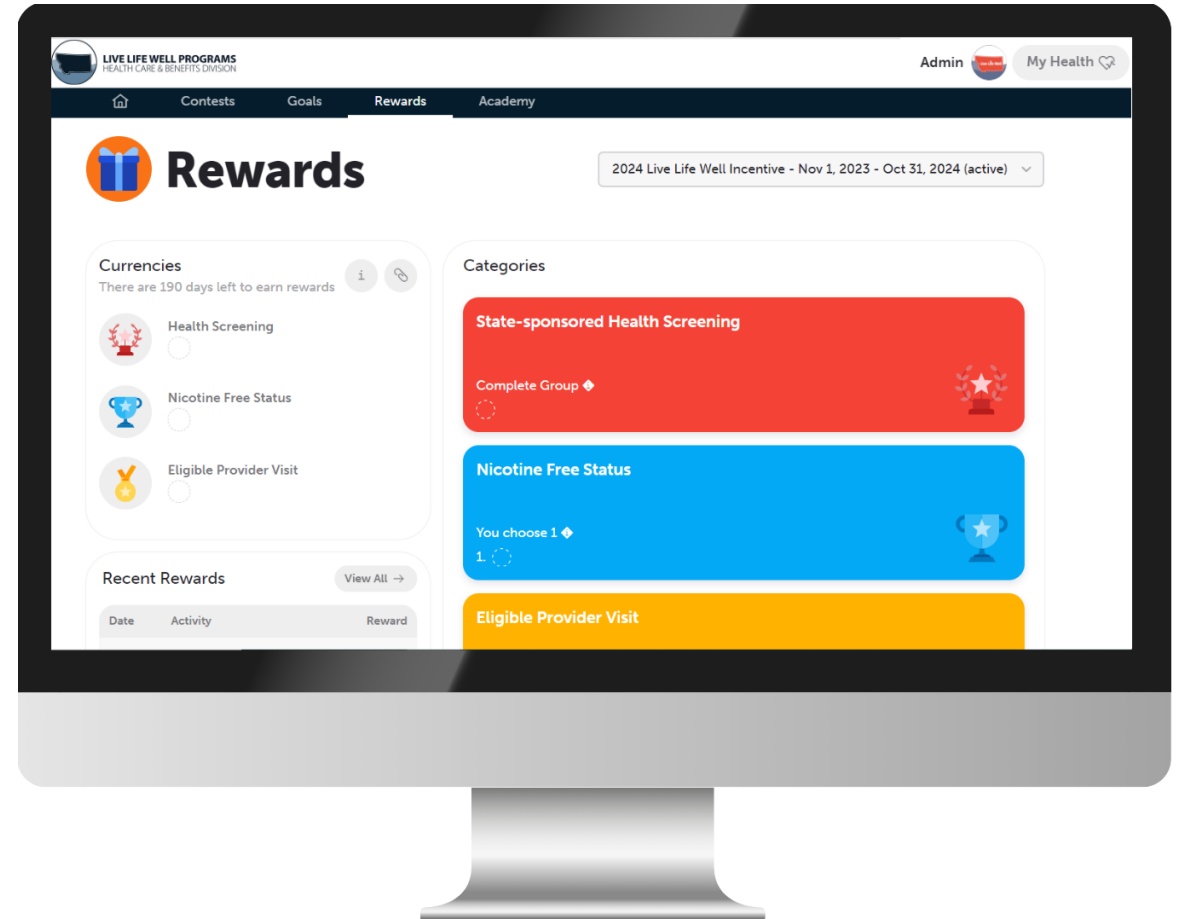 LIVE LIFE WELL PROGRAMS
HEALTH CARE & BENEFITS DIVISION
Admin
My Health
Contests
Goals
Rewards
Academy
Rewards
2024 Live Life Well Incentive - Nov 1, 2023 - Oct 31, 2024 (active)
Currencies
There are 190 days left to earn rewards
Health Screening
Nicotine Free Status
Eligible Provider Visit
Recent Rewards
View All →
Date Activity Reward
Categories
State-sponsored Health Screening
Complete Group
Nicotine Free Status
You choose 1
1.
Eligible Provider Visit